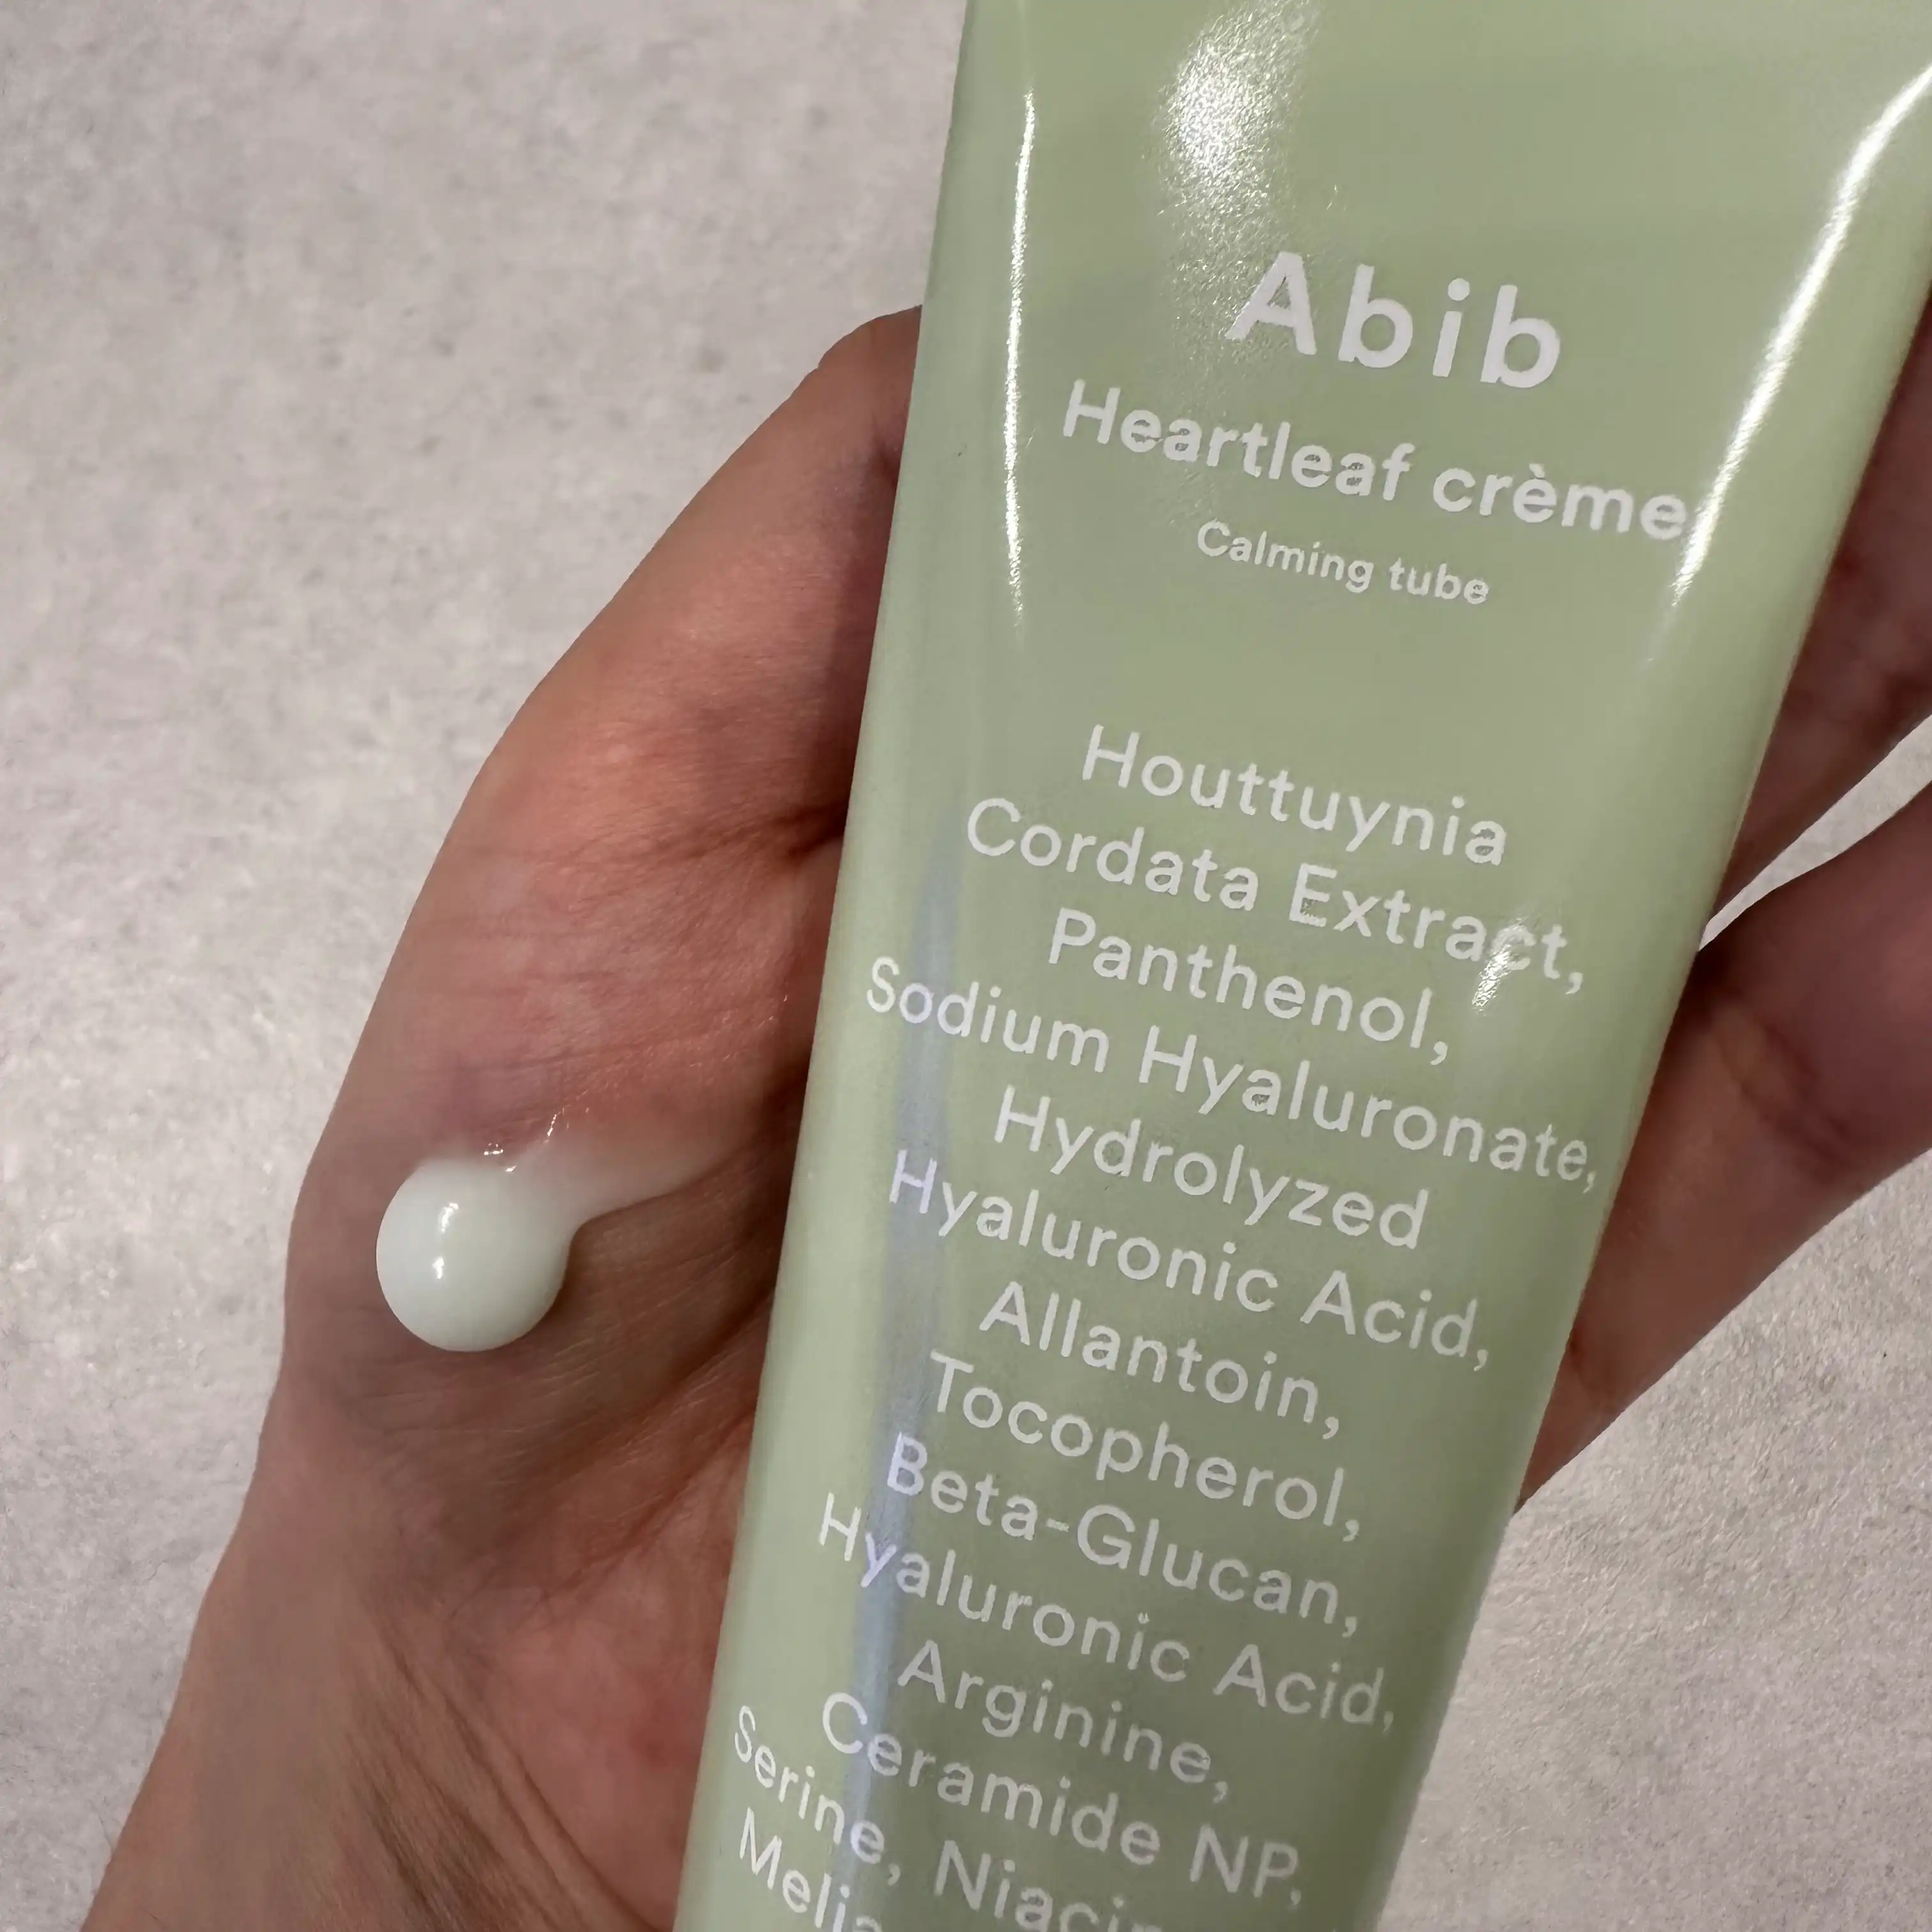 Abib
Heartleaf crème
Calming tube
Houttuynia
Cordata Extract,
Panthenol,
Sodium Hyaluronate,
Hydrolyzed
Hyaluronic Acid,
Allantoin,
Tocopherol,
Beta-Glucan,
Hyaluronic Acid,
Arginine,
Ceramide NP,
Serine,